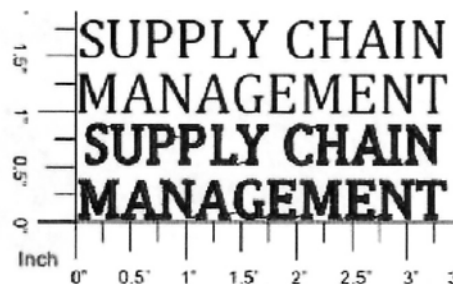 SUPPLY CHAIN
MANAGEMENT
SUPPLY CHAIN
MANAGEMENT
1.5"
1"
0.5"
0"
Inch
0" 0.5" 1" 1.5" 2" 2.5" 3"